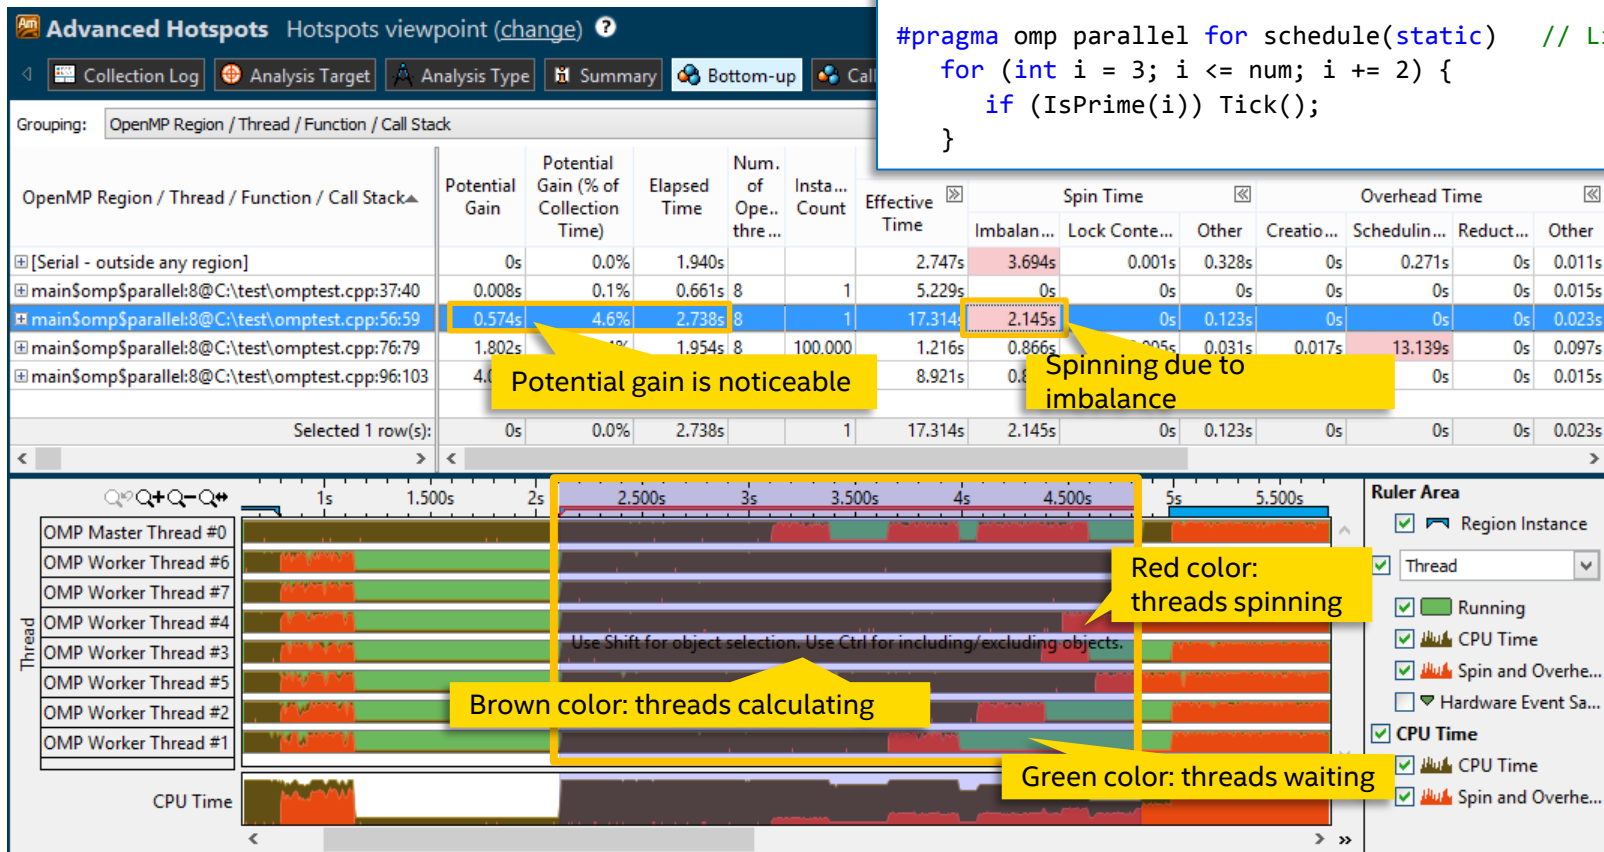 Advanced Hotspots Hotspots viewpoint (change) ?
Collection Log Analysis Target Analysis Type Summary Bottom-up Cal
#pragma omp parallel for schedule(static) // Li
for (int i = 3; i <= num; i += 2) {
if (IsPrime(i)) Tick();
}
Grouping: OpenMP Region / Thread / Function / Call Stack
OpenMP Region / Thread / Function / Call Stack
Potential Gain
Potential Gain (% of Collection Time)
Elapsed Time
Num. of Ope.. thre...
Insta... Count
Effective Time
Spin Time
Overhead Time
Imbalan... Lock Conte... Other Creatio... Schedulin... Reduct... Other
[Serial - outside any region] 0s 0.0% 1.940s 2.747s 3.694s 0.001s 0.328s 0s 0.271s 0s 0.011s
main$omp$parallel:8@C:\test\omptest.cpp:37:40 0.008s 0.1% 0.661s 8 1 5.229s 0s 0s 0s 0s 0s 0s 0.015s
main$omp$parallel:8@C:\test\omptest.cpp:56:59 0.574s 4.6% 2.738s 8 1 17.314s 2.145s 0s 0.123s 0s 0s 0s 0.023s
main$omp$parallel:8@C:\test\omptest.cpp:76:79 1.802s 1.954s 8 100,000 1.216s 0.866s 0.031s 0.017s 13.139s 0s 0.097s
main$omp$parallel:8@C:\test\omptest.cpp:96:103 8.921s 0s 0s 0.015s
Potential gain is noticeable
Spinning due to
imbalance
Selected 1 row(s): 0s 0.0% 2.738s 1 17.314s 2.145s 0s 0.123s 0s 0s 0s 0.023s
1s 1.500s 2s 2.500s 3s 3.500s 4s 4.500s 5s 5.500s
Thread
OMP Master Thread #0
OMP Worker Thread #6
OMP Worker Thread #7
OMP Worker Thread #4
OMP Worker Thread #3
OMP Worker Thread #5
OMP Worker Thread #2
OMP Worker Thread #1
CPU Time
Use Shift for object selection. Use Ctrl for including/excluding objects.
Red color:
threads spinning
Brown color: threads calculating
Green color: threads waiting
Ruler Area
Region Instance
Thread
Running
CPU Time
Spin and Overhe...
Hardware Event Sa...
CPU Time
CPU Time
Spin and Overhe...